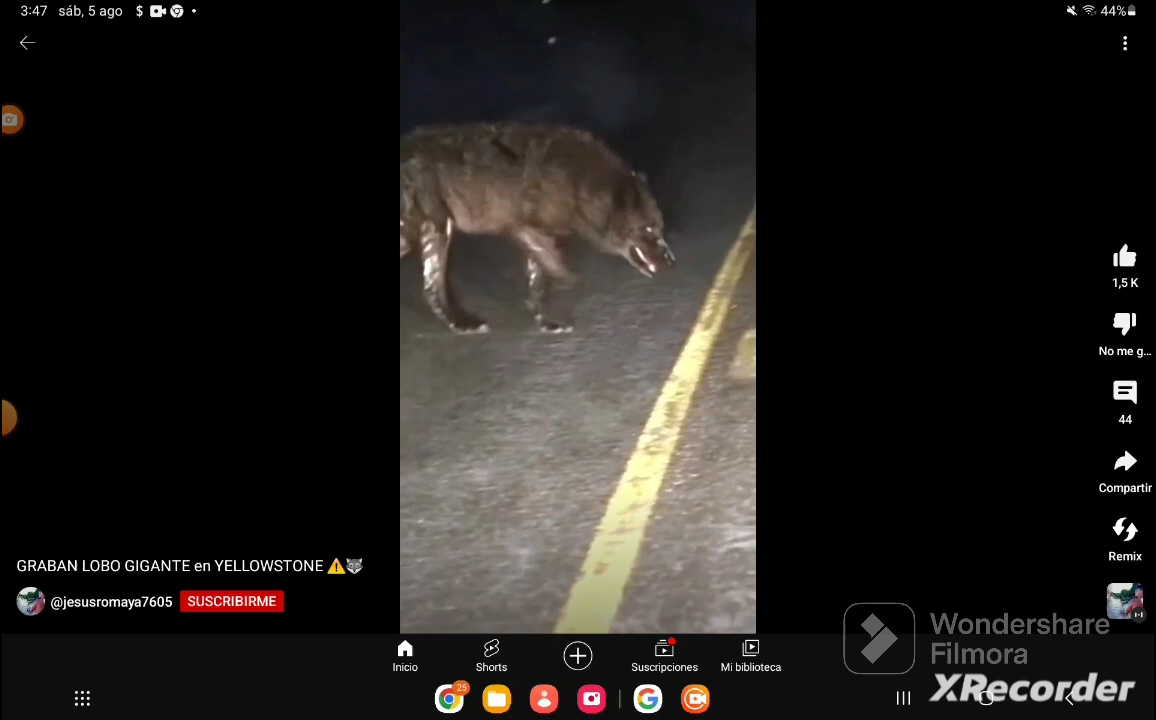 3:47 sáb, 5 ago $
44%
1,5 K
No me g...
44
Compartir
Remix
GRABAN LOBO GIGANTE en YELLOWSTONE ⚠️🐺
@jesusromaya7605 SUSCRIBIRME
Wondershare
Filmora
Inicio
Shorts
Suscripciones
Mi biblioteca
25
XRecorder